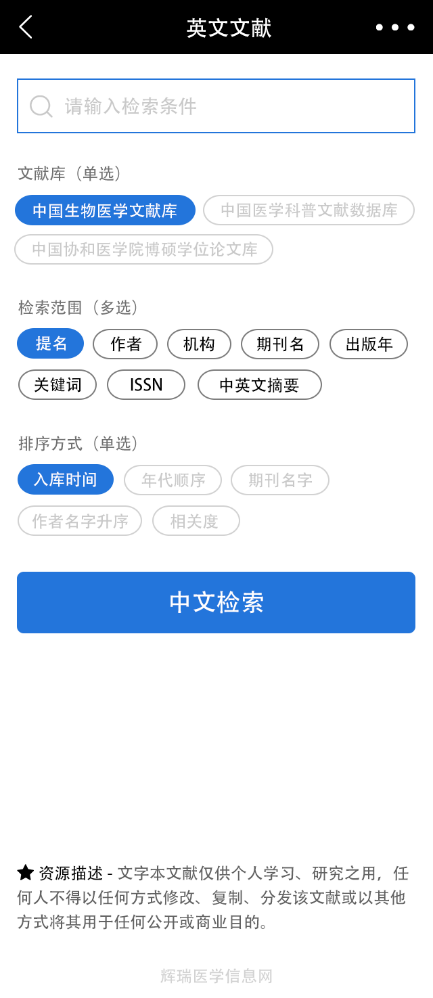 英文文献
请输入检索条件
文献库（单选）
中国生物医学文献库 中国医学科普文献数据库
中国协和医学院博硕学位论文库
检索范围（多选）
提名 作者 机构 期刊名 出版年
关键词 ISSN 中英文摘要
排序方式（单选）
入库时间 年代顺序 期刊名字
作者名字升序 相关度
中文检索
★ 资源描述 - 文字本文献仅供个人学习、研究之用，任
何人不得以任何方式修改、复制、分发该文献或以其他
方式将其用于任何公开或商业目的。
辉瑞医学信息网